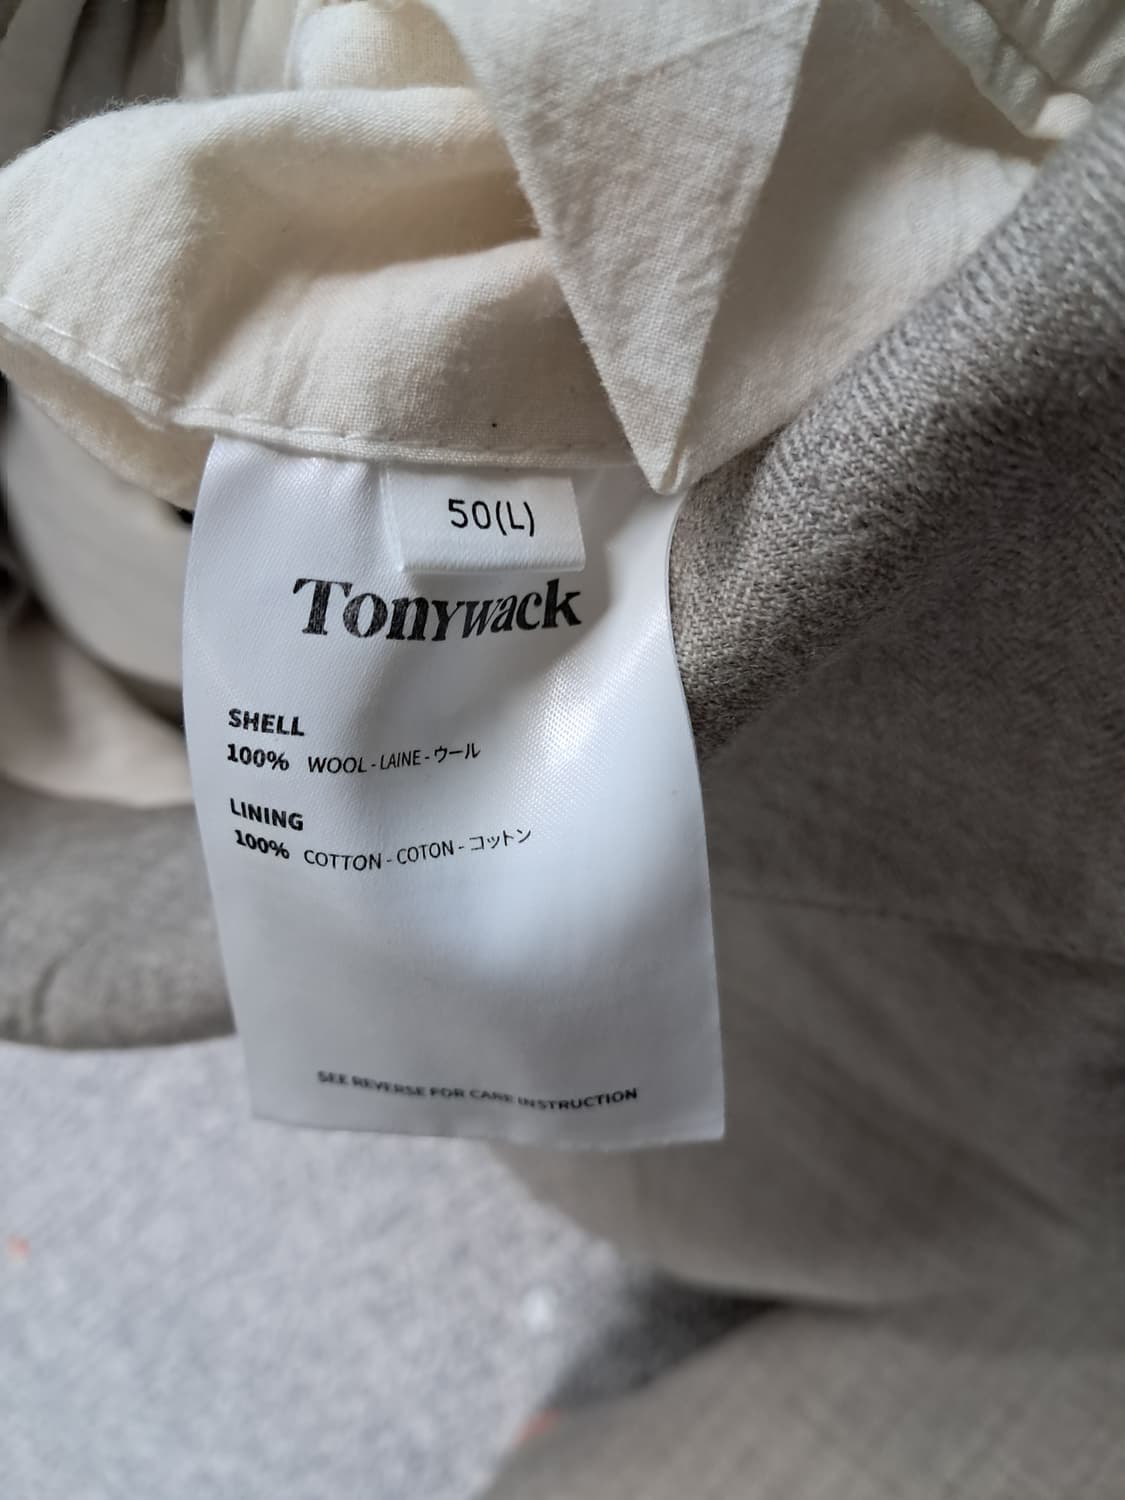 50(L)
Tonywack
SHELL
100% WOOL - LAINE - ウール
LINING
100% COTTON - COTON - コットン
SEE REVERSE FOR CARE INSTRUCTION